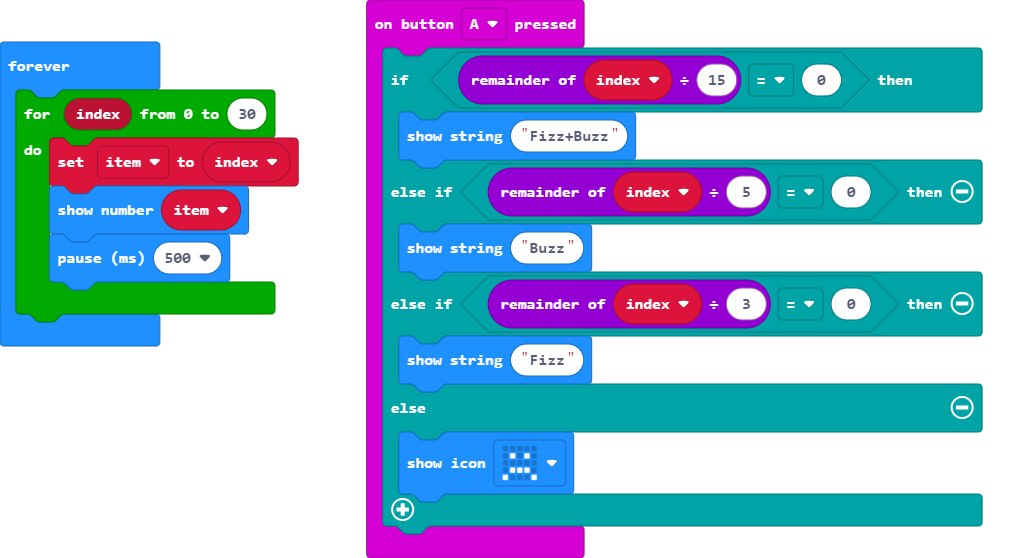 forever
for index from 0 to 30
do
set item to index
show number item
pause (ms) 500
on button A pressed
if remainder of index ÷ 15 = 0 then
show string "Fizz+Buzz"
else if remainder of index ÷ 5 = 0 then
show string "Buzz"
else if remainder of index ÷ 3 = 0 then
show string "Fizz"
else
show icon